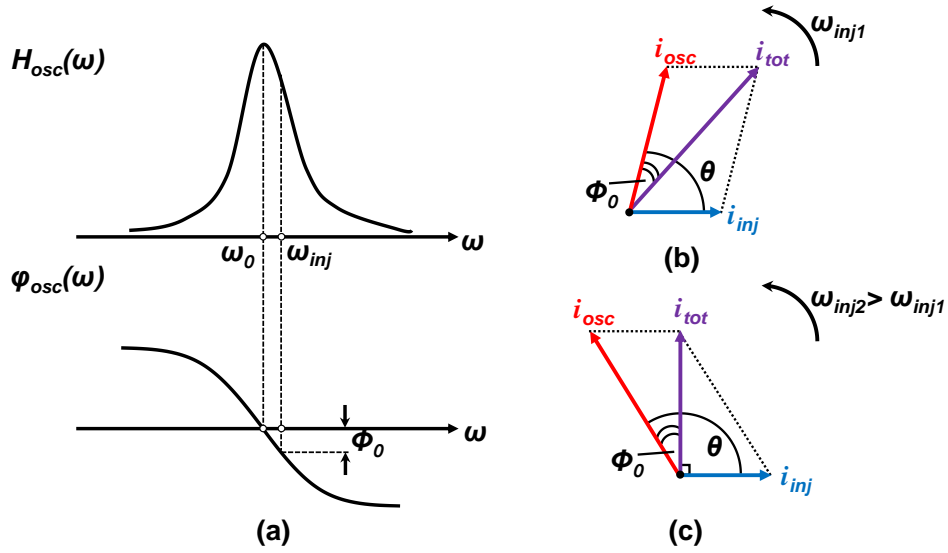 H_osc(ω)
ω_0
ω_inj
ω
φ_osc(ω)
ω
Φ_0
(a)
ω_inj1
i_osc
i_tot
θ
Φ_0
i_inj
(b)
ω_inj2> ω_inj1
i_osc
i_tot
θ
Φ_0
i_inj
(c)